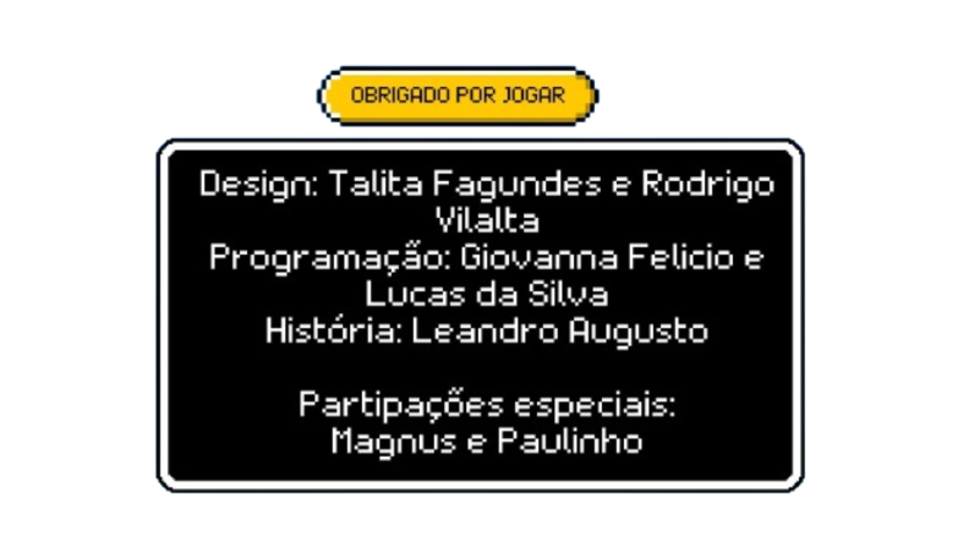 OBRIGADO POR JOGAR
Design: Talita Fagundes e Rodrigo
Vilalta
Programação: Giovanna Felicio e
Lucas da Silva
História: Leandro Augusto
Partipações especiais:
Magnus e Paulinho